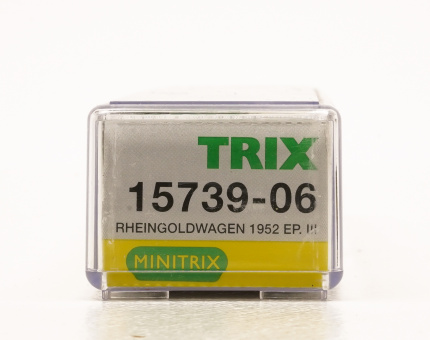 TRIX
15739-06
RHEINGOLDWAGEN 1952 EP. III
MINITRIX